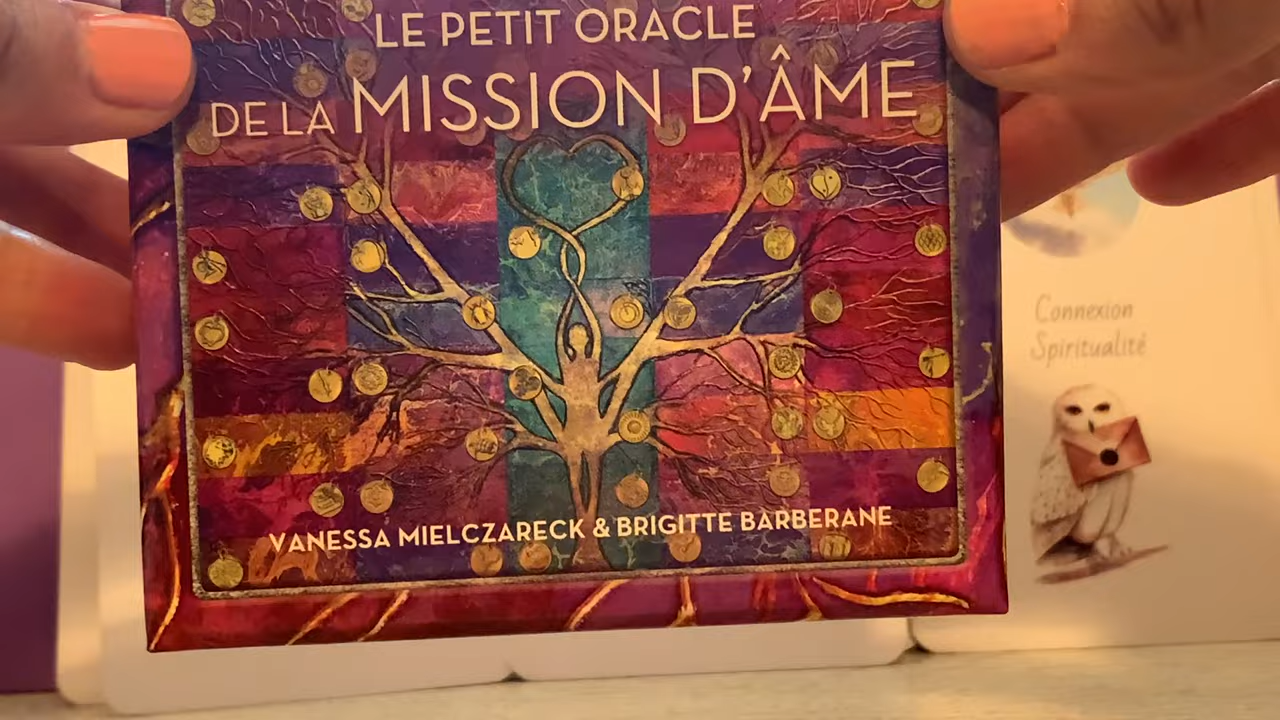 LE PETIT ORACLE
DE LA MISSION D'ÂME
VANESSA MIELCZARECK & BRIGITTE BARBERANE
Connexion
Spiritualité